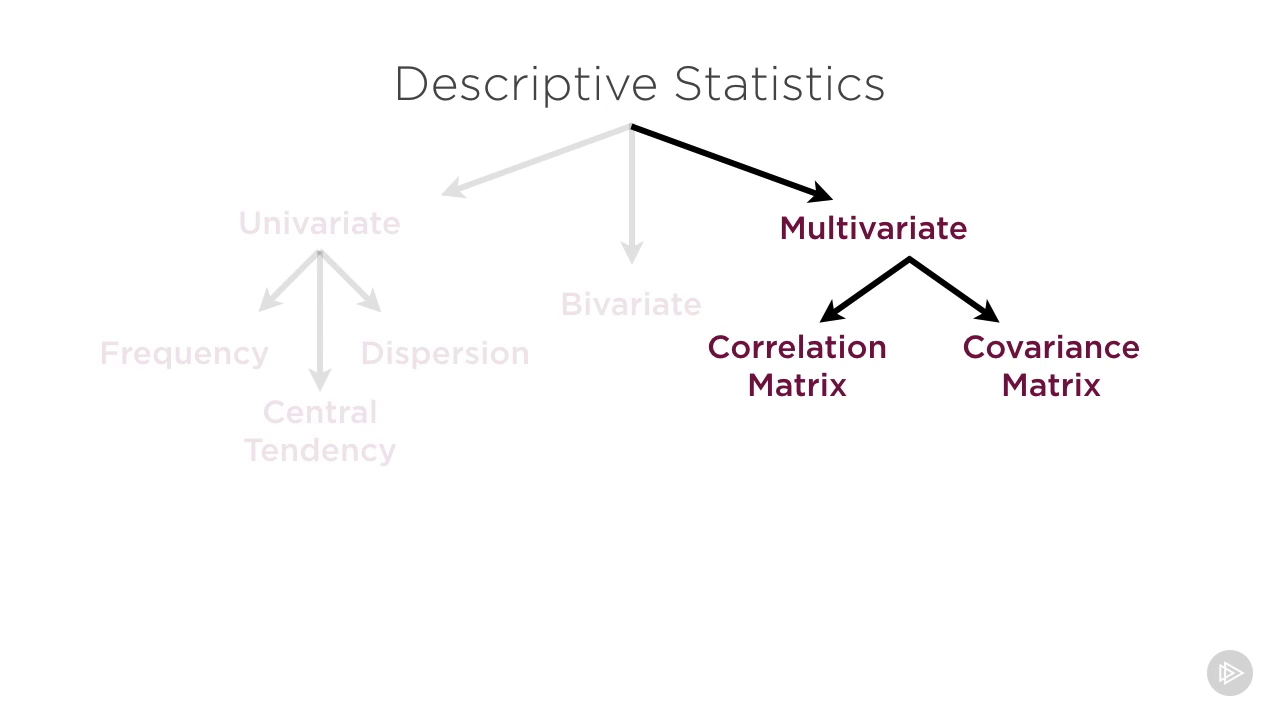 Descriptive Statistics
Univariate
Multivariate
Bivariate
Frequency
Dispersion
Central
Tendency
Correlation
Matrix
Covariance
Matrix